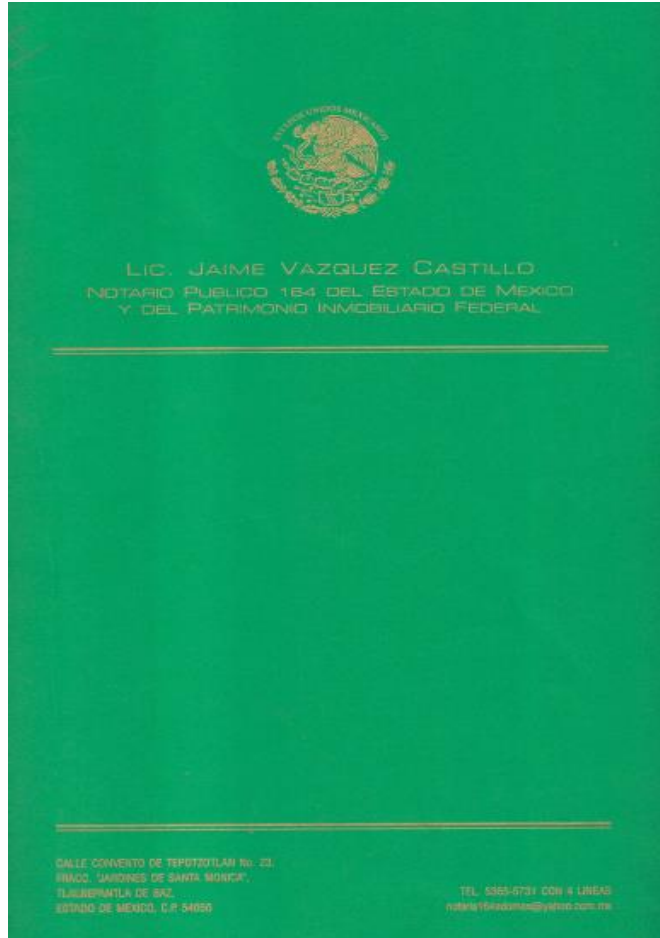 ESTADOS UNIDOS MEXICANOS
LIC. JAIME VAZQUEZ CASTILLO
NOTARIO PUBLICO 164 DEL ESTADO DE MEXICO
Y DEL PATRIMONIO INMOBILIARIO FEDERAL
CALLE CONVENTO DE TEPOTZOTLAN No. 23,
FRACC. "JARDINES DE SANTA MONICA",
TLALNEPANTLA DE BAZ,
ESTADO DE MEXICO, C.P. 54050
TEL. 5365-5731 CON 4 LINEAS